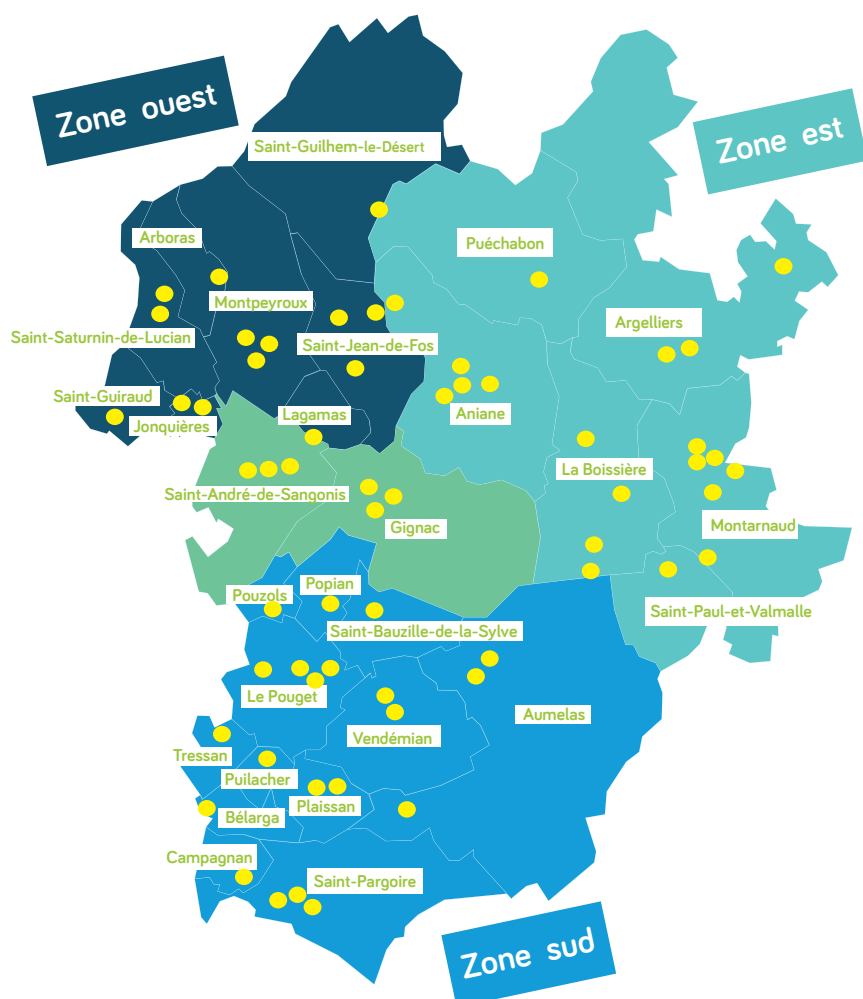 Zone ouest
Saint-Guilhem-le-Désert
Zone est
Arboras
Puéchabon
Montpeyroux
Argelliers
Saint-Saturnin-de-Lucian
Saint-Jean-de-Fos
Saint-Guiraud
Lagamas
Aniane
Jonquières
La Boissière
Saint-André-de-Sangonis
Gignac
Montarnaud
Popian
Pouzols
Saint-Paul-et-Valmalle
Saint-Bauzille-de-la-Sylve
Le Pouget
Aumelas
Vendémian
Tressan
Puilacher
Plaissan
Bélarga
Campagnan
Saint-Pargoire
Zone sud